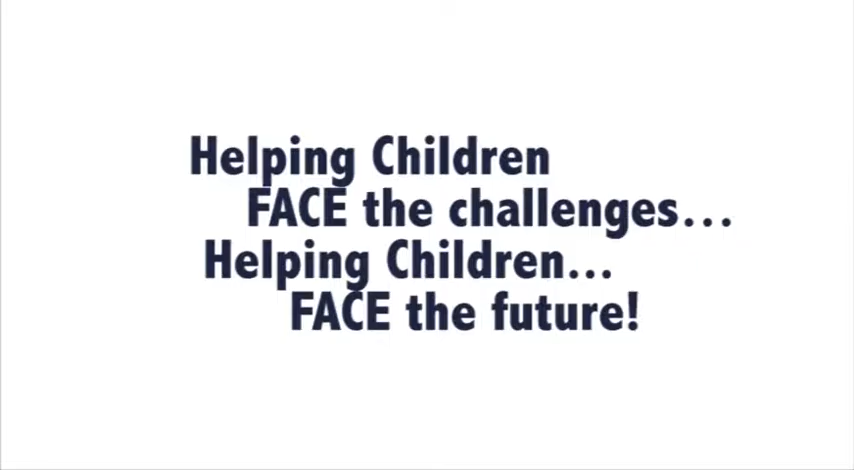 Helping Children
FACE the challenges...
Helping Children...
FACE the future!